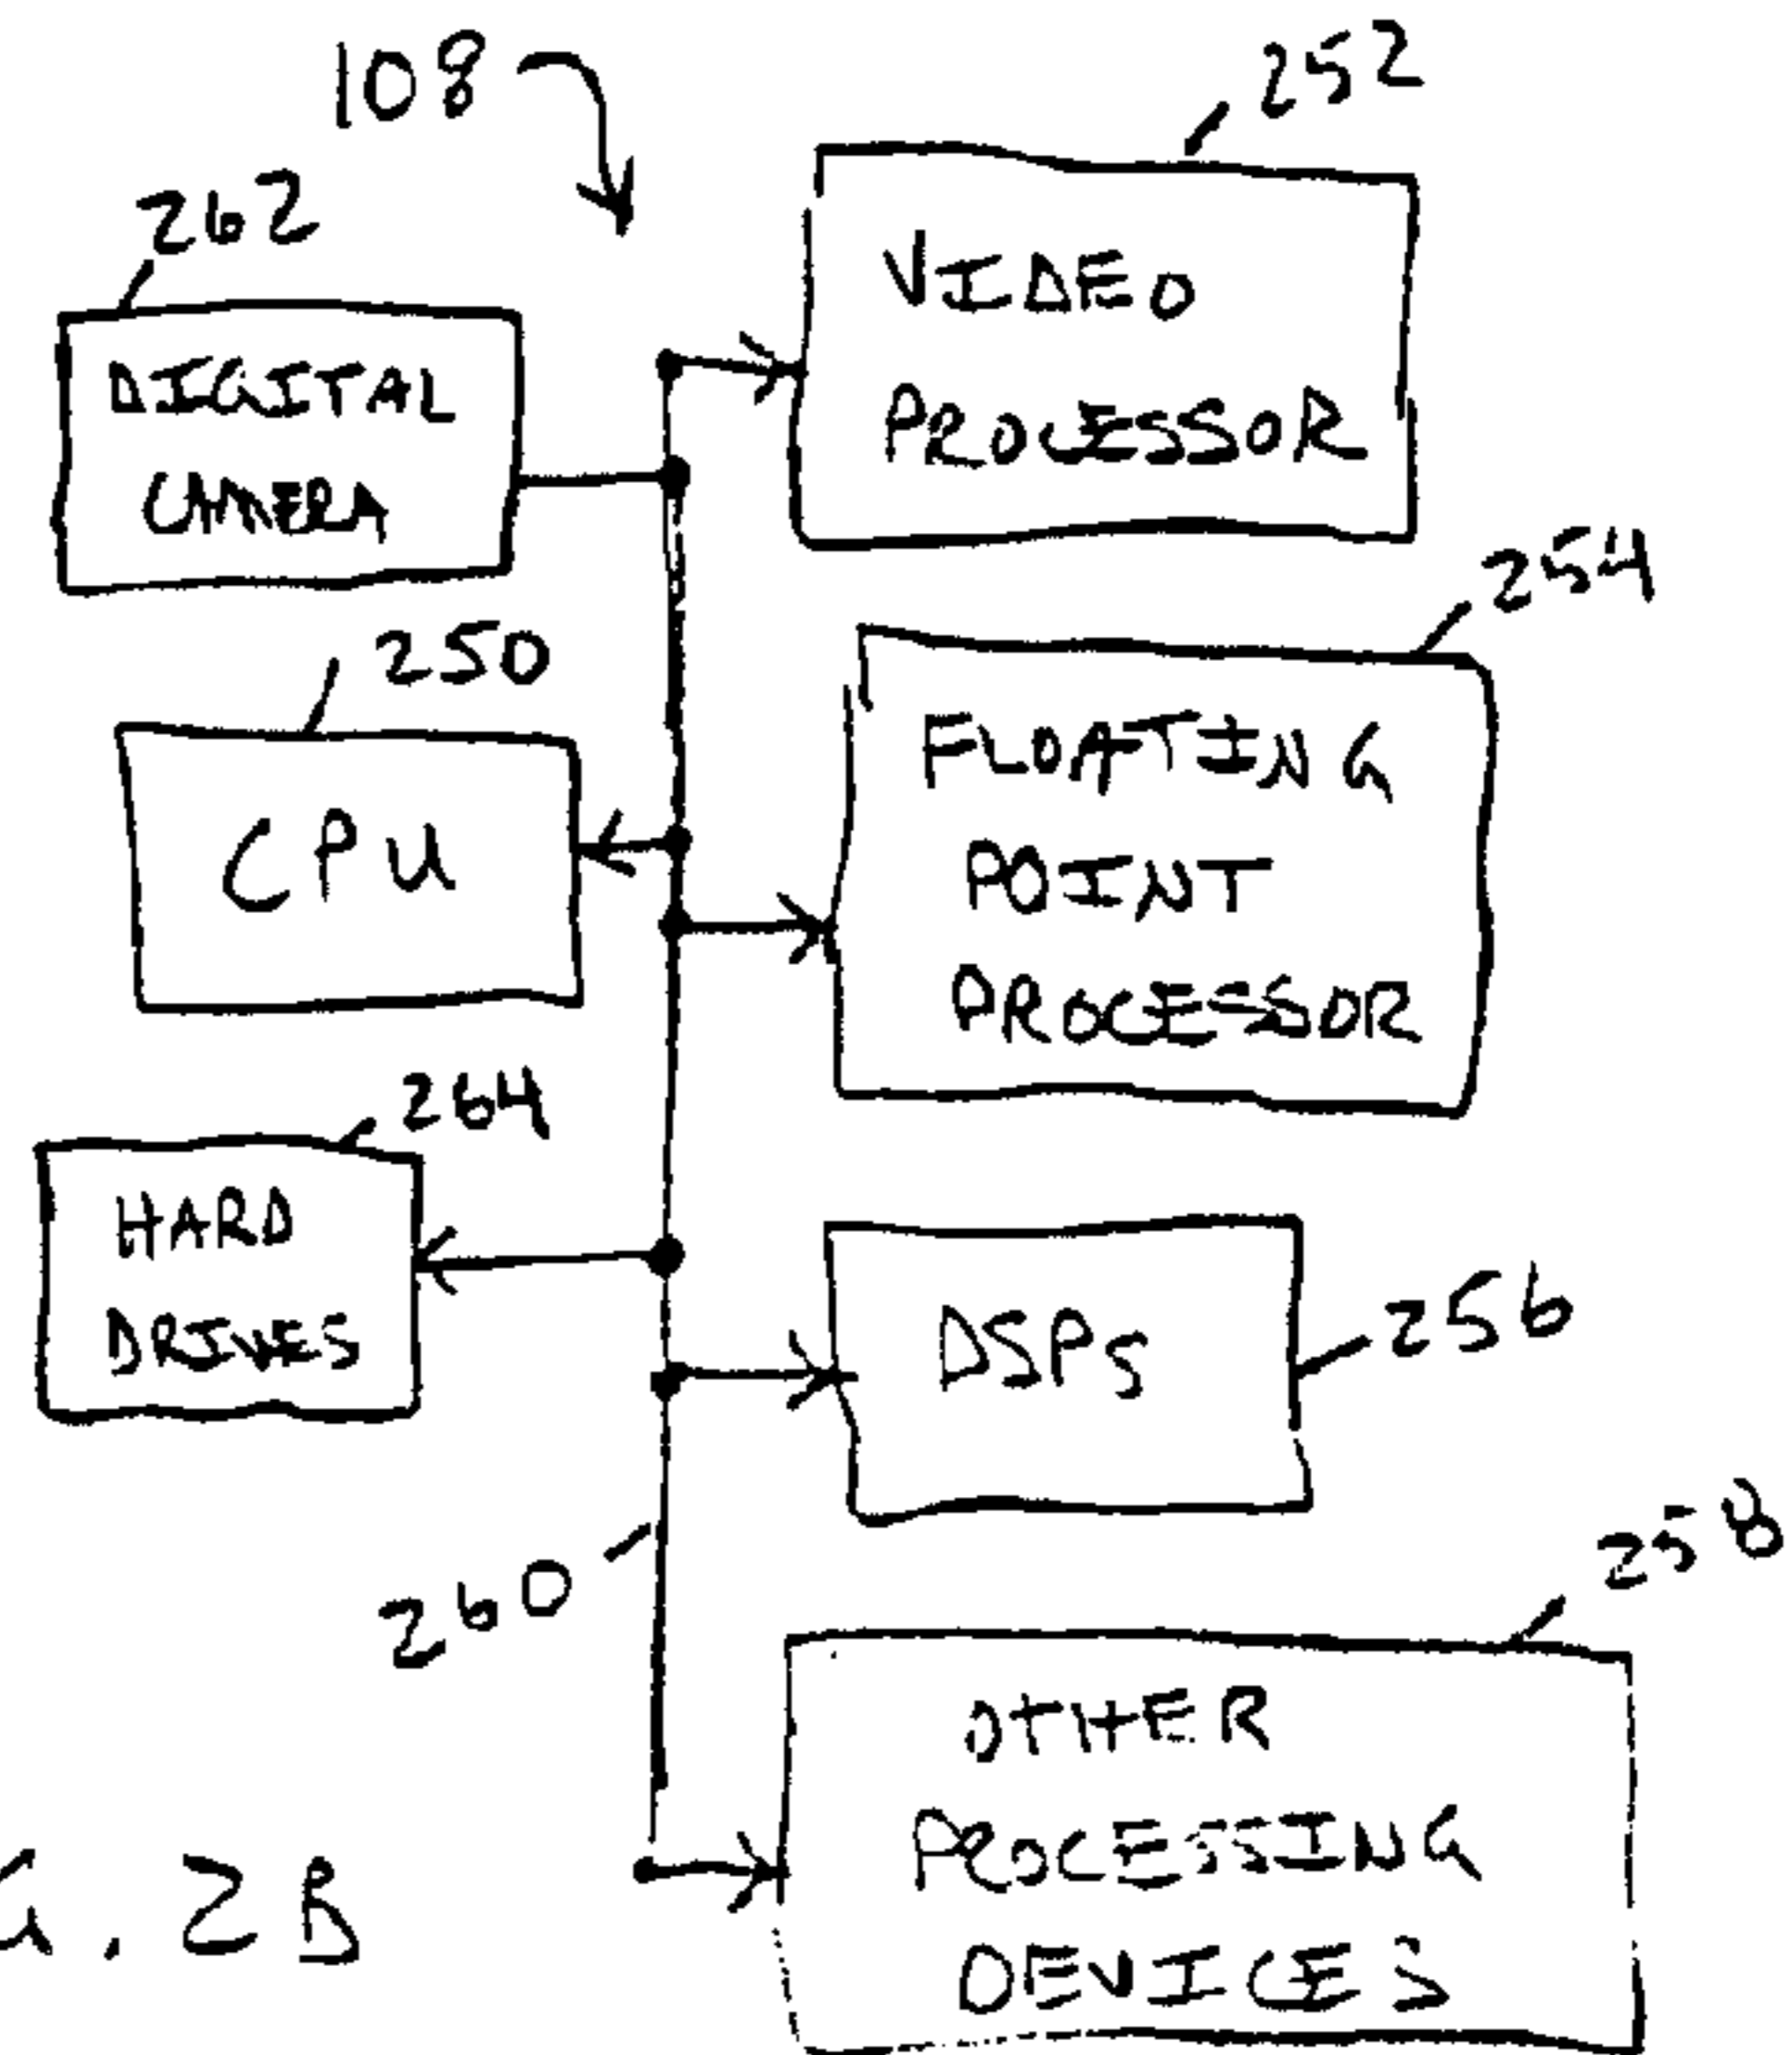 108
252
262
VIDEO
PROCESSOR
DIGITAL
CAMERA
254
250
FLOATING
POINT
PROCESSOR
CPU
264
HARD
DRIVES
DSPS
256
258
260
OTHER
PROCESSING
DEVICES
. 2B